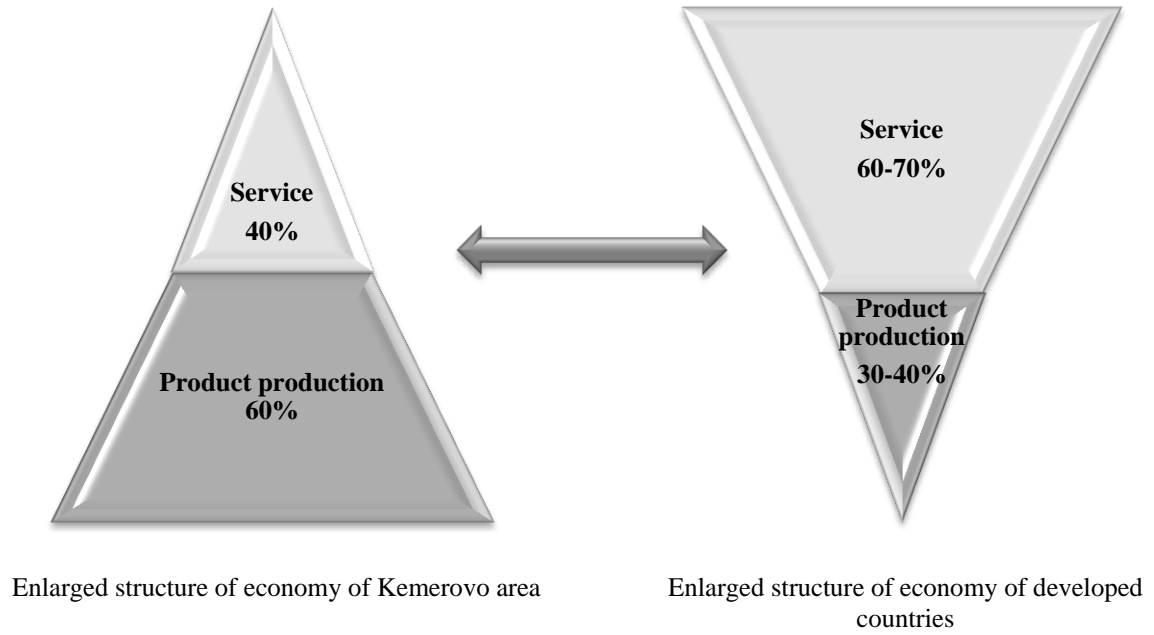 Service
40%
Product production
60%
Service
60-70%
Product
production
30-40%
Enlarged structure of economy of Kemerovo area
Enlarged structure of economy of developed
countries